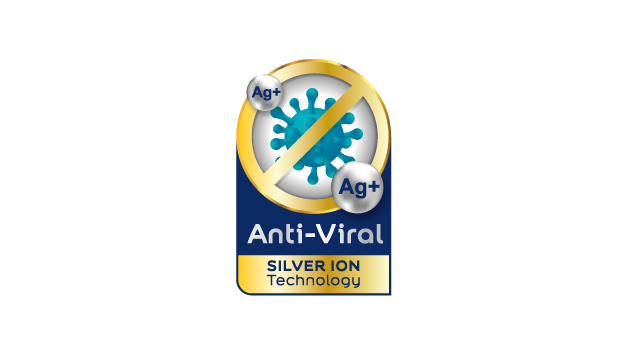 Ag+
Ag+
Anti-Viral
SILVER ION
Technology